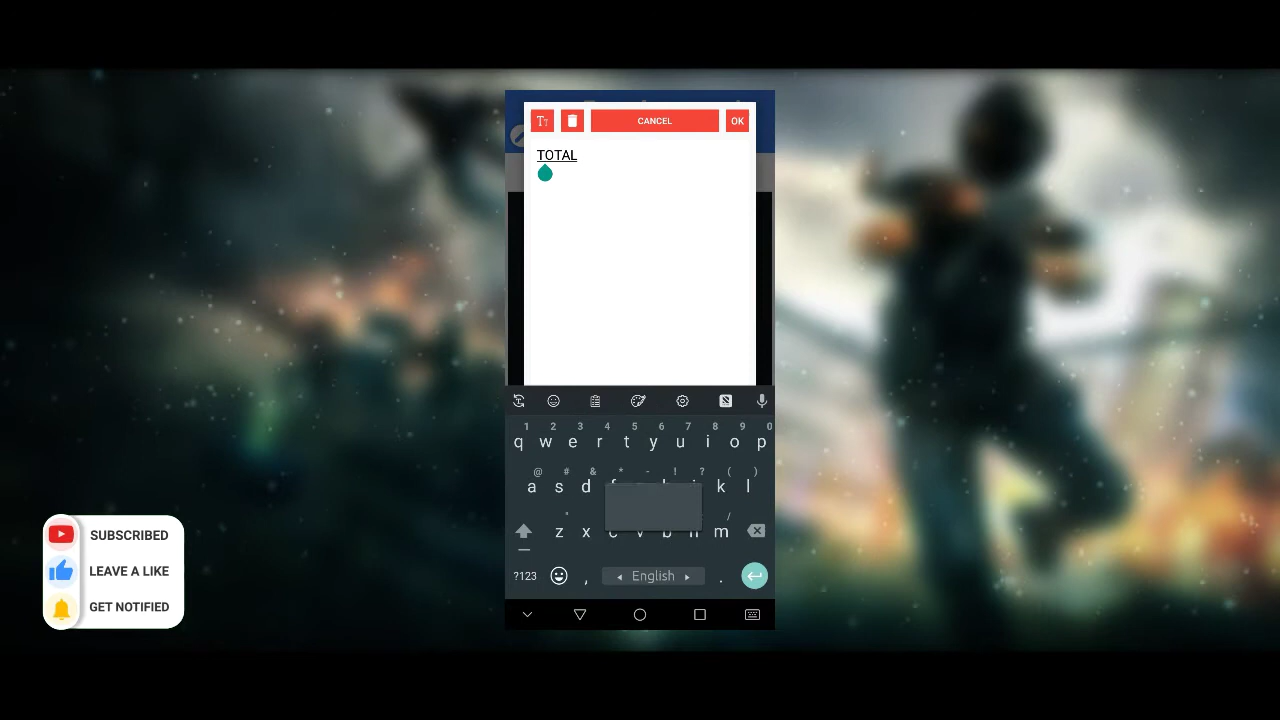 CANCEL
OK
TOTAL
1 2 3 4 5 6 7 8 9 0
q w e r t y u i o p
@ # & * - ! ? ( )
a s d k l
z x c v b n m
?123 , English .
SUBSCRIBED
LEAVE A LIKE
GET NOTIFIED